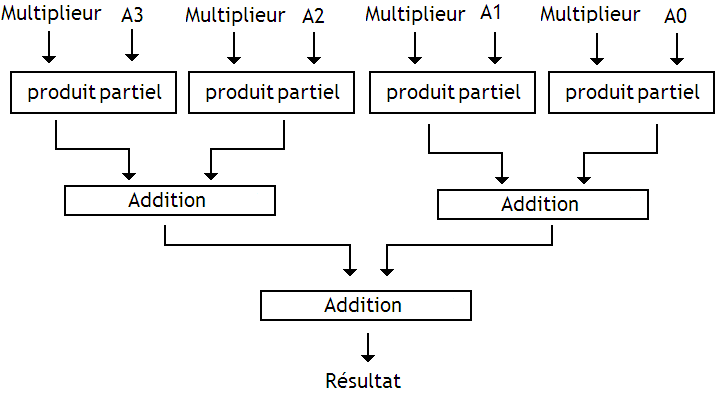 Multiplieur A3 Multiplieur A2 Multiplieur A1 Multiplieur A0
produit partiel produit partiel produit partiel produit partiel
Addition Addition
Addition
Résultat